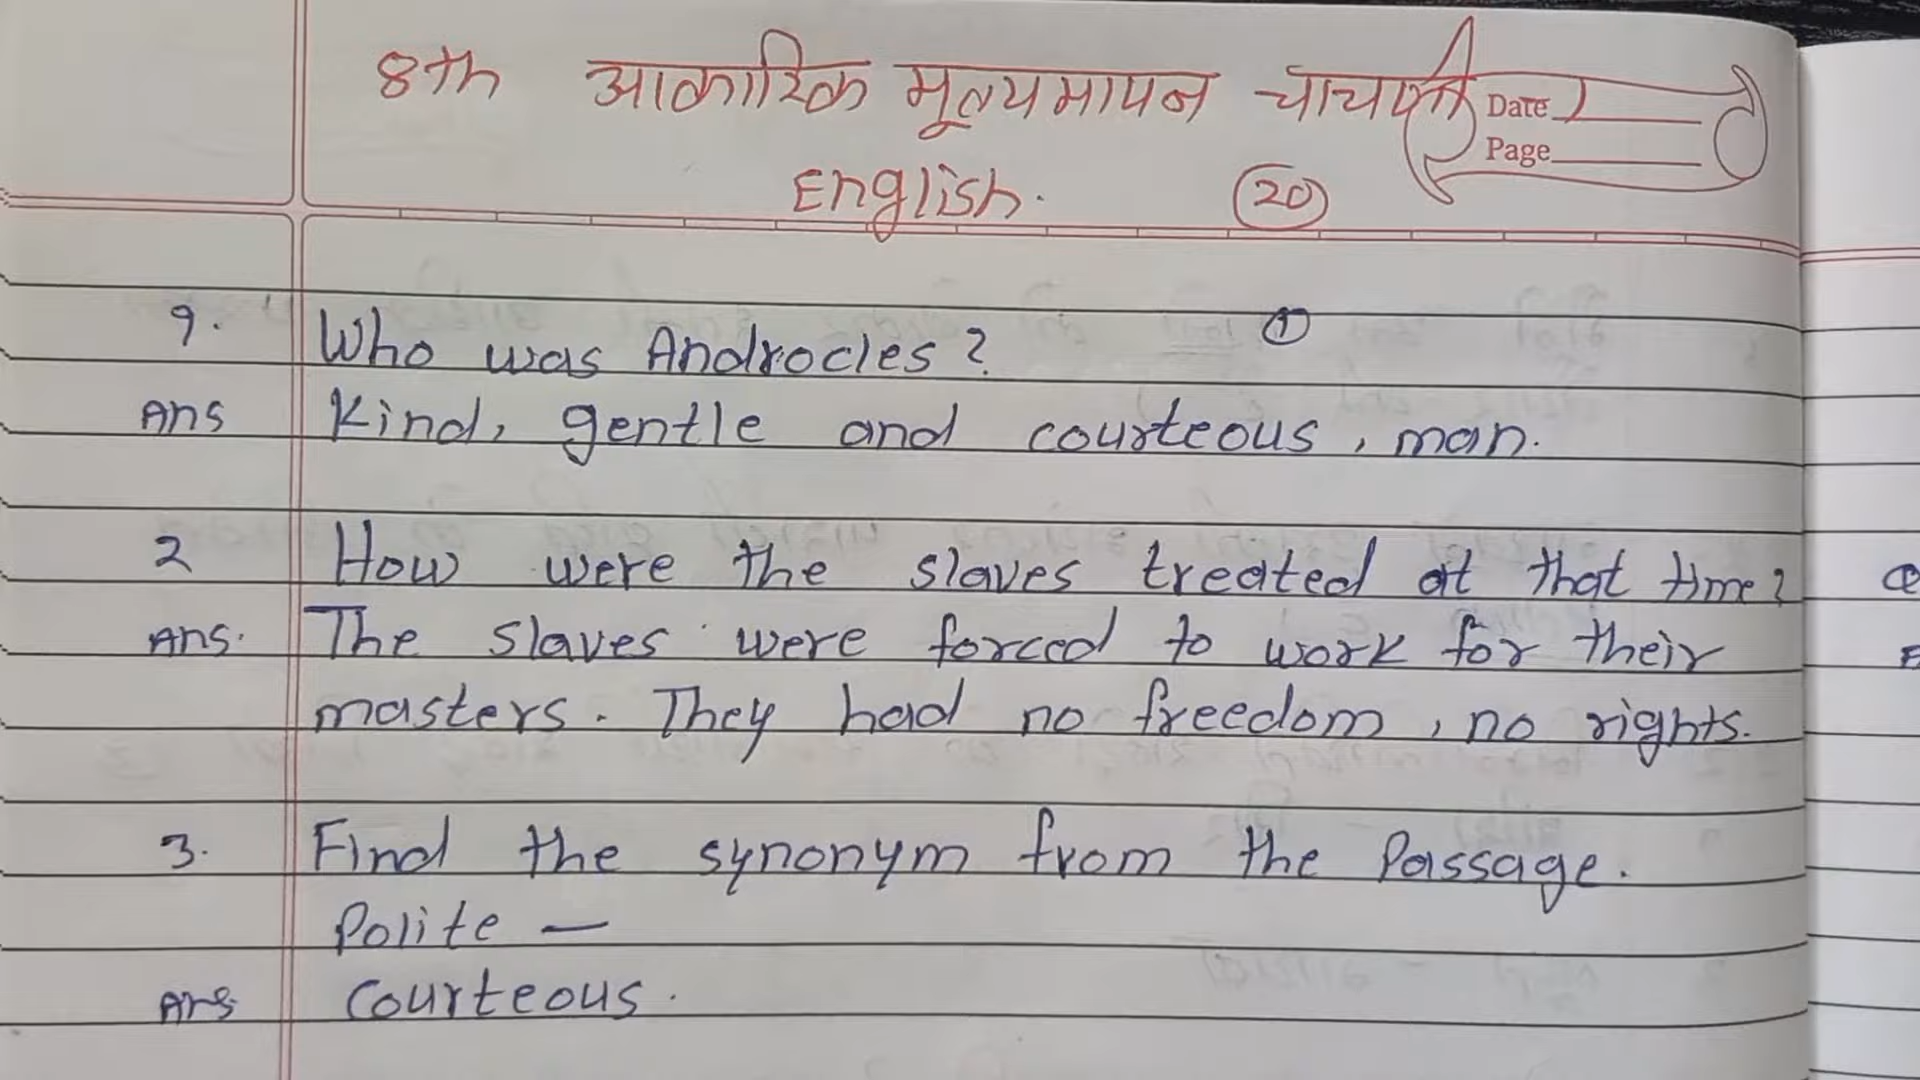 8th आकारिक मूल्यमापन चाचणी
Date
Page
English. 20
१. Who was Androcles? १
Ans Kind, gentle and courteous, man.
2 How were the slaves treated at that time?
Ans. The slaves were forced to work for their
masters. They had no freedom, no rights.
3. Find the synonym from the Passage.
Polite —
Ans Courteous.